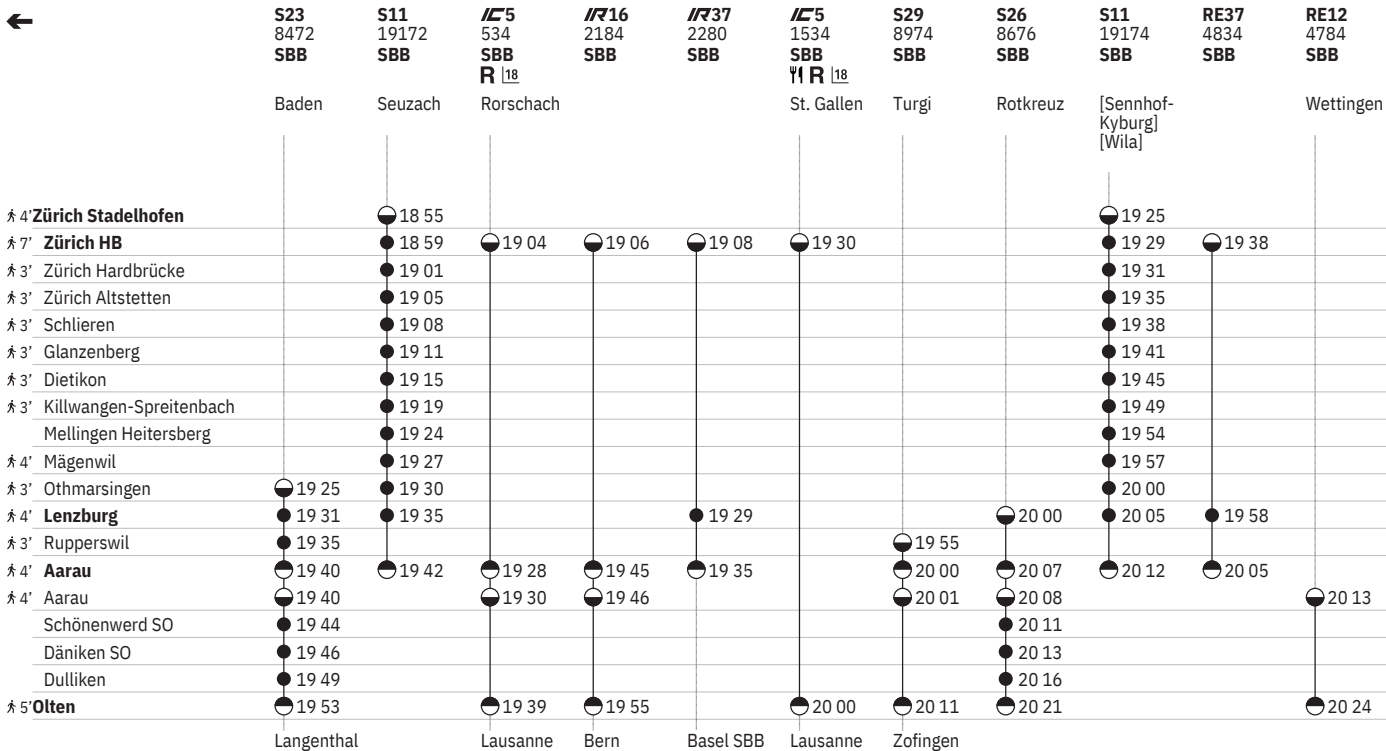 S23 S11 IC5 IR16 IR37 IC5 S29 S26 S11 RE37 RE12
8472 19172 534 2184 2280 1534 8974 8676 19174 4834 4784
SBB SBB SBB SBB SBB SBB SBB SBB SBB SBB SBB
R 18 R 18
Baden Seuzach Rorschach St. Gallen Turgi Rotkreuz [Sennhof- Wettingen
Kyburg]
[Wila]
4’ Zürich Stadelhofen 18 55 19 25
7’ Zürich HB 18 59 19 04 19 06 19 08 19 30 19 29 19 38
3’ Zürich Hardbrücke 19 01 19 31
3’ Zürich Altstetten 19 05 19 35
3’ Schlieren 19 08 19 38
3’ Glanzenberg 19 11 19 41
3’ Dietikon 19 15 19 45
3’ Killwangen-Spreitenbach 19 19 19 49
Mellingen Heitersberg 19 24 19 54
4’ Mägenwil 19 27 19 57
3’ Othmarsingen 19 25 19 30 20 00
4’ Lenzburg 19 31 19 35 19 29 20 00 20 05 19 58
3’ Rupperswil 19 35 19 55
4’ Aarau 19 40 19 42 19 28 19 45 19 35 20 00 20 07 20 12 20 05
4’ Aarau 19 40 19 30 19 46 20 01 20 08 20 13
Schönenwerd SO 19 44 20 11
Däniken SO 19 46 20 13
Dulliken 19 49 20 16
5’ Olten 19 53 19 39 19 55 20 00 20 11 20 21 20 24
Langenthal Lausanne Bern Basel SBB Lausanne Zofingen